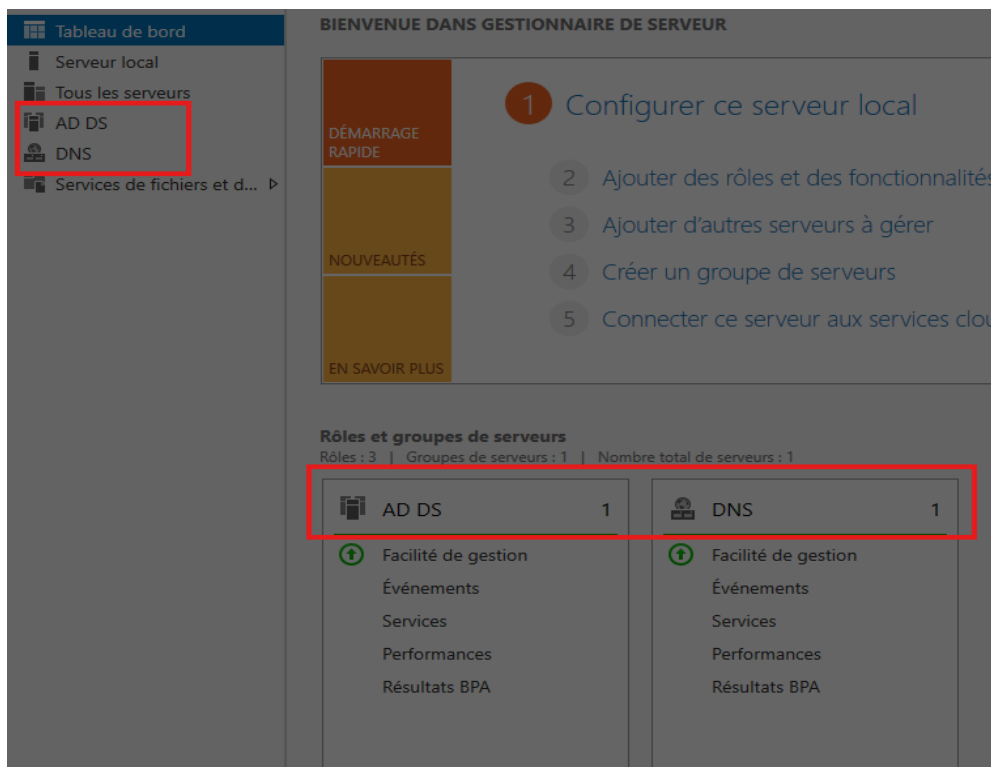 Tableau de bord
Serveur local
Tous les serveurs
AD DS
DNS
Services de fichiers et d...
BIENVENUE DANS GESTIONNAIRE DE SERVEUR
DÉMARRAGE
RAPIDE
NOUVEAUTÉS
EN SAVOIR PLUS
1 Configurer ce serveur local
2 Ajouter des rôles et des fonctionnalités
3 Ajouter d’autres serveurs à gérer
4 Créer un groupe de serveurs
5 Connecter ce serveur aux services clou
Rôles et groupes de serveurs
Rôles : 3 | Groupes de serveurs : 1 | Nombre total de serveurs : 1
AD DS 1
Facilité de gestion
Événements
Services
Performances
Résultats BPA
DNS 1
Facilité de gestion
Événements
Services
Performances
Résultats BPA